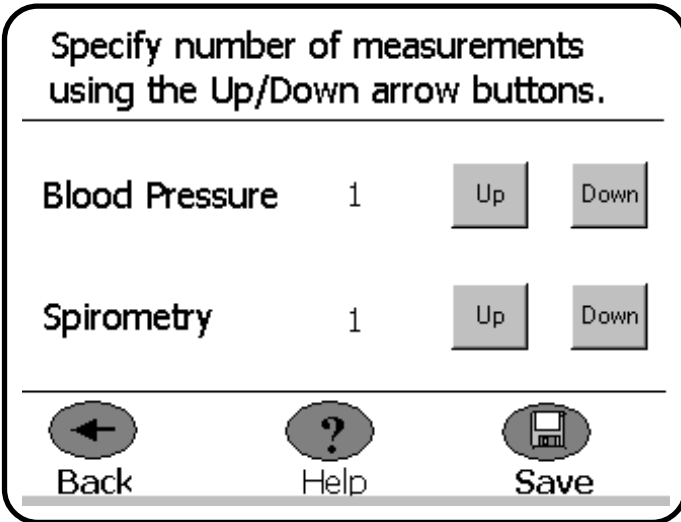 Specify number of measurements
using the Up/Down arrow buttons.
Blood Pressure 1 Up Down
Spirometry 1 Up Down
? 
Back Help Save